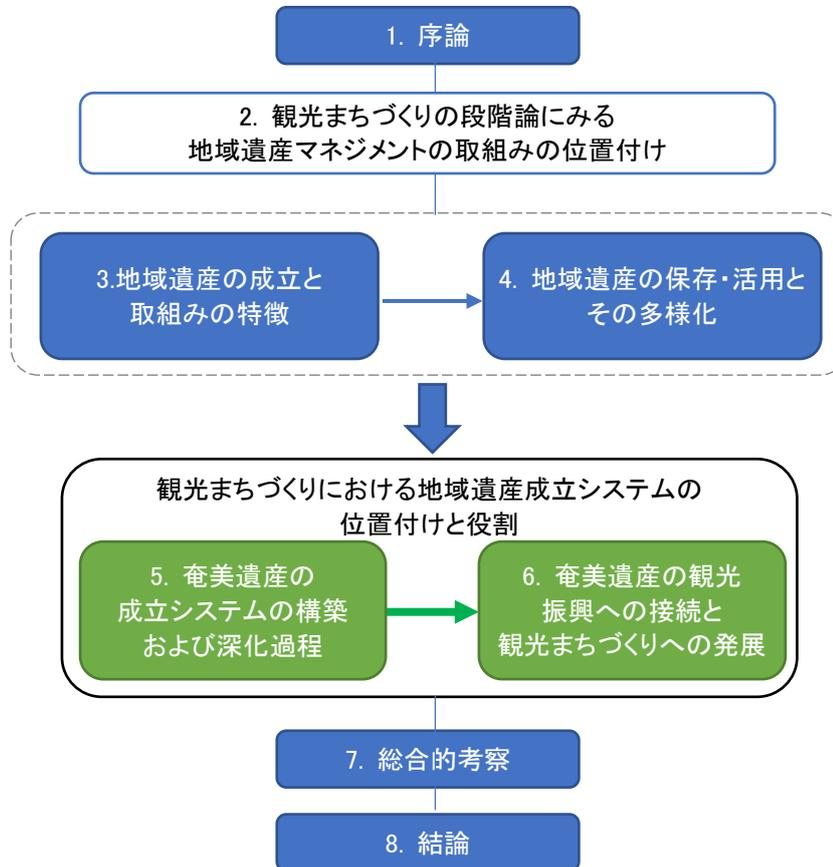 1. 序論
2. 観光まちづくりの段階論にみる
地域遺産マネジメントの取組みの位置付け
3.地域遺産の成立と
取組みの特徴
4. 地域遺産の保存・活用と
その多様化
観光まちづくりにおける地域遺産成立システムの
位置付けと役割
5. 奄美遺産の
成立システムの構築
および深化過程
6. 奄美遺産の観光
振興への接続と
観光まちづくりへの発展
7. 総合的考察
8. 結論